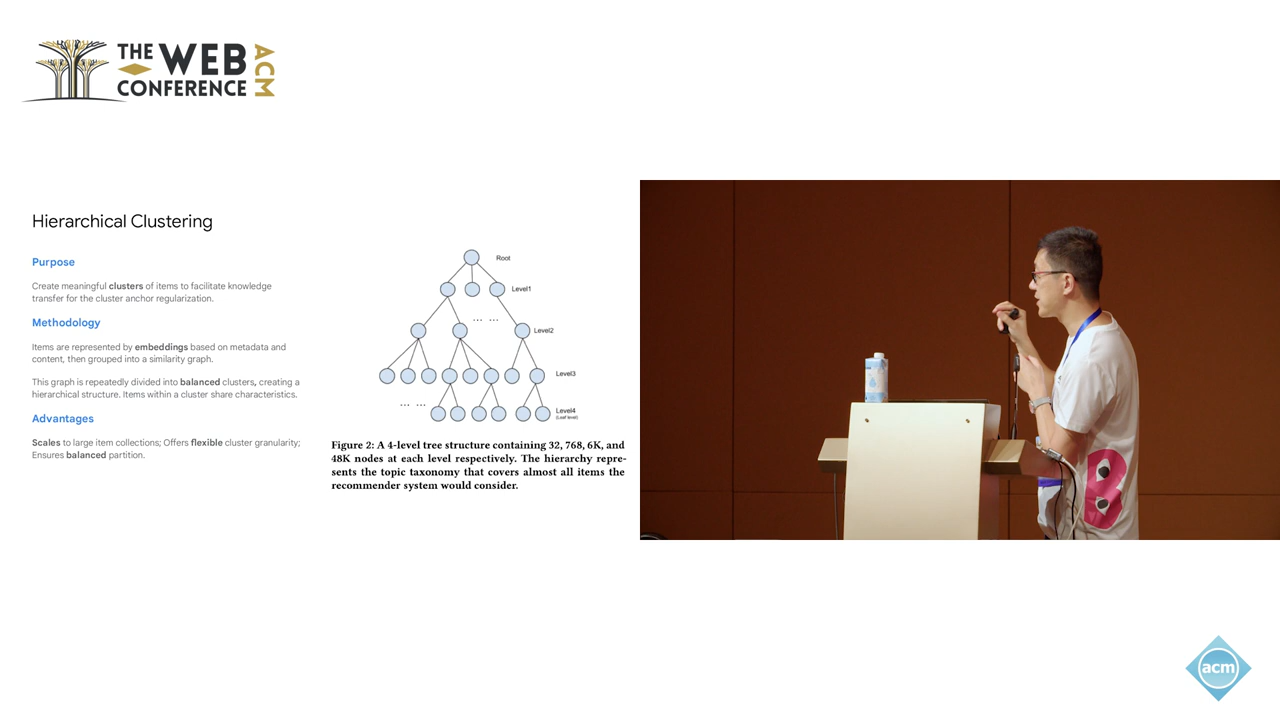 THE WEB
CONFERENCE
ACM
Hierarchical Clustering
Purpose
Create meaningful clusters of items to facilitate knowledge
transfer for the cluster anchor regularization.
Methodology
Items are represented by embeddings based on metadata and
content, then grouped into a similarity graph.
This graph is repeatedly divided into balanced clusters, creating a
hierarchical structure. Items within a cluster share characteristics.
Advantages
Scales to large item collections; Offers flexible cluster granularity;
Ensures balanced partition.
Root
Level1
... ...
Level2
Level3
... ...
Level4
(Leaf level)
Figure 2: A 4-level tree structure containing 32, 768, 6K, and
48K nodes at each level respectively. The hierarchy repre-
sents the topic taxonomy that covers almost all items the
recommender system would consider.
acm